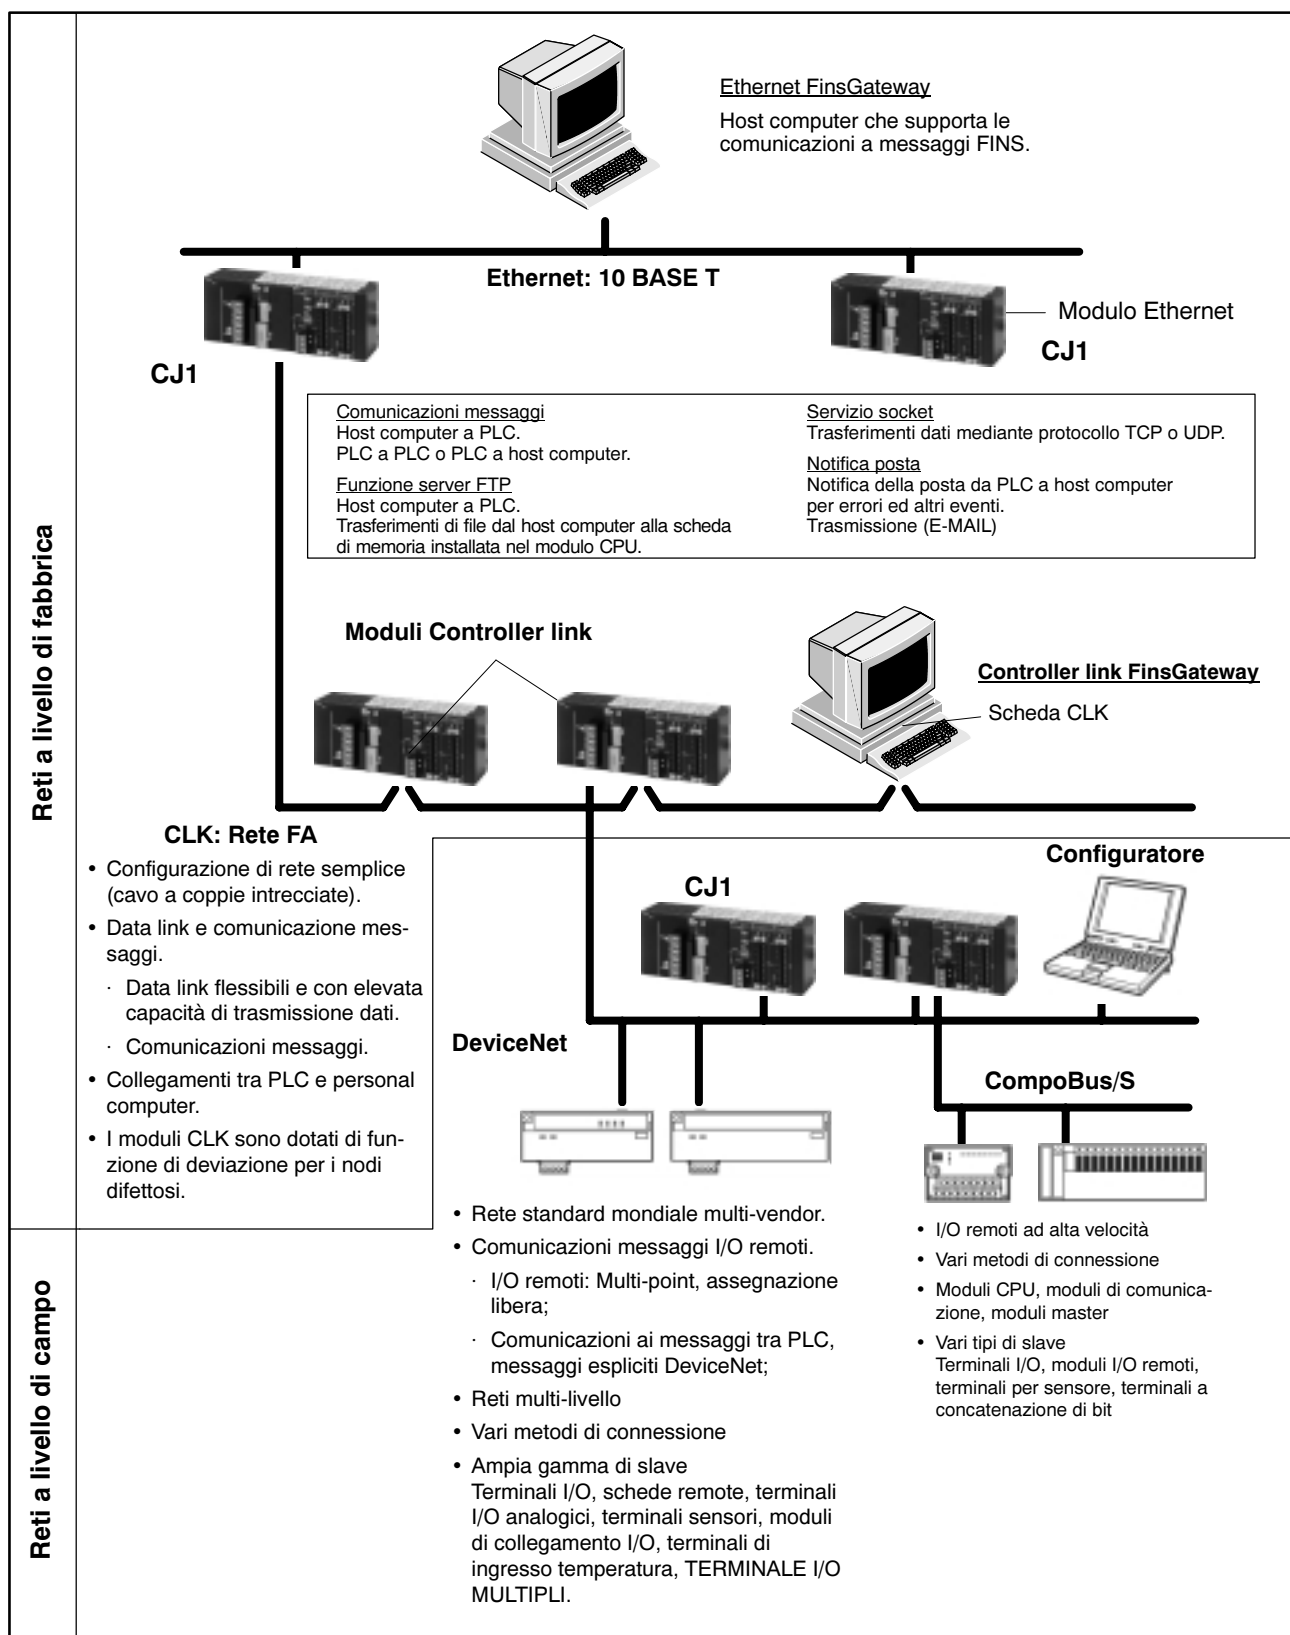 Ethernet FinsGateway
Host computer che supporta le
comunicazioni a messaggi FINS.
Ethernet: 10 BASE T
Modulo Ethernet
CJ1
CJ1
Comunicazioni messaggi
Host computer a PLC.
PLC a PLC o PLC a host computer.
Funzione server FTP
Host computer a PLC.
Trasferimenti di file dal host computer alla scheda
di memoria installata nel modulo CPU.
Servizio socket
Trasferimenti dati mediante protocollo TCP o UDP.
Notifica posta
Notifica della posta da PLC a host computer
per errori ed altri eventi.
Trasmissione (E-MAIL)
Reti a livello di fabbrica
Moduli Controller link
Controller link FinsGateway
Scheda CLK
CLK: Rete FA
• Configurazione di rete semplice
(cavo a coppie intrecciate).
• Data link e comunicazione mes-
saggi.
· Data link flessibili e con elevata
capacità di trasmissione dati.
· Comunicazioni messaggi.
• Collegamenti tra PLC e personal
computer.
• I moduli CLK sono dotati di fun-
zione di deviazione per i nodi
difettosi.
Configuratore
CJ1
DeviceNet
CompoBus/S
• Rete standard mondiale multi-vendor.
• Comunicazioni messaggi I/O remoti.
· I/O remoti: Multi-point, assegnazione
libera;
· Comunicazioni ai messaggi tra PLC,
messaggi espliciti DeviceNet;
• Reti multi-livello
• Vari metodi di connessione
• Ampia gamma di slave
Terminali I/O, schede remote, terminali
I/O analogici, terminali sensori, moduli
di collegamento I/O, terminali di
ingresso temperatura, TERMINALE I/O
MULTIPLI.
• I/O remoti ad alta velocità
• Vari metodi di connessione
• Moduli CPU, moduli di comunica-
zione, moduli master
• Vari tipi di slave
Terminali I/O, moduli I/O remoti,
terminali per sensore, terminali a
concatenazione di bit
Reti a livello di campo